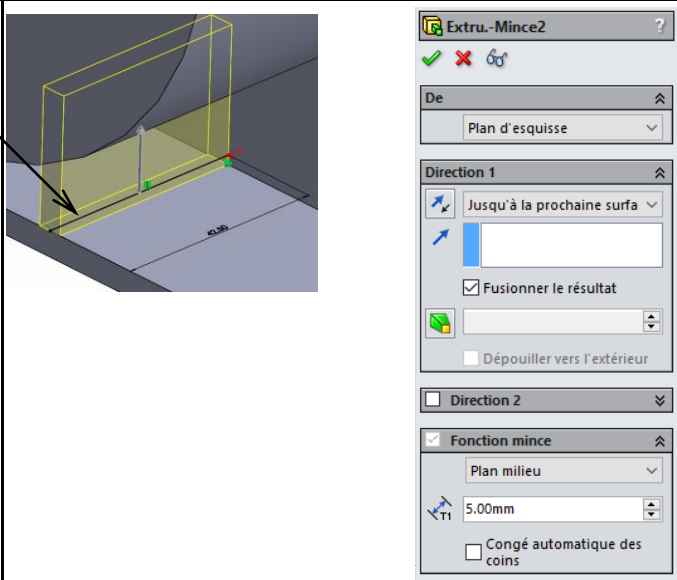 Extru.-Mince2
?
De
Plan d'esquisse
Direction 1
Jusqu'à la prochaine surfa
Fusionner le résultat
Dépouiller vers l'extérieur
Direction 2
Fonction mince
Plan milieu
T1
5.00mm
Congé automatique des
coins